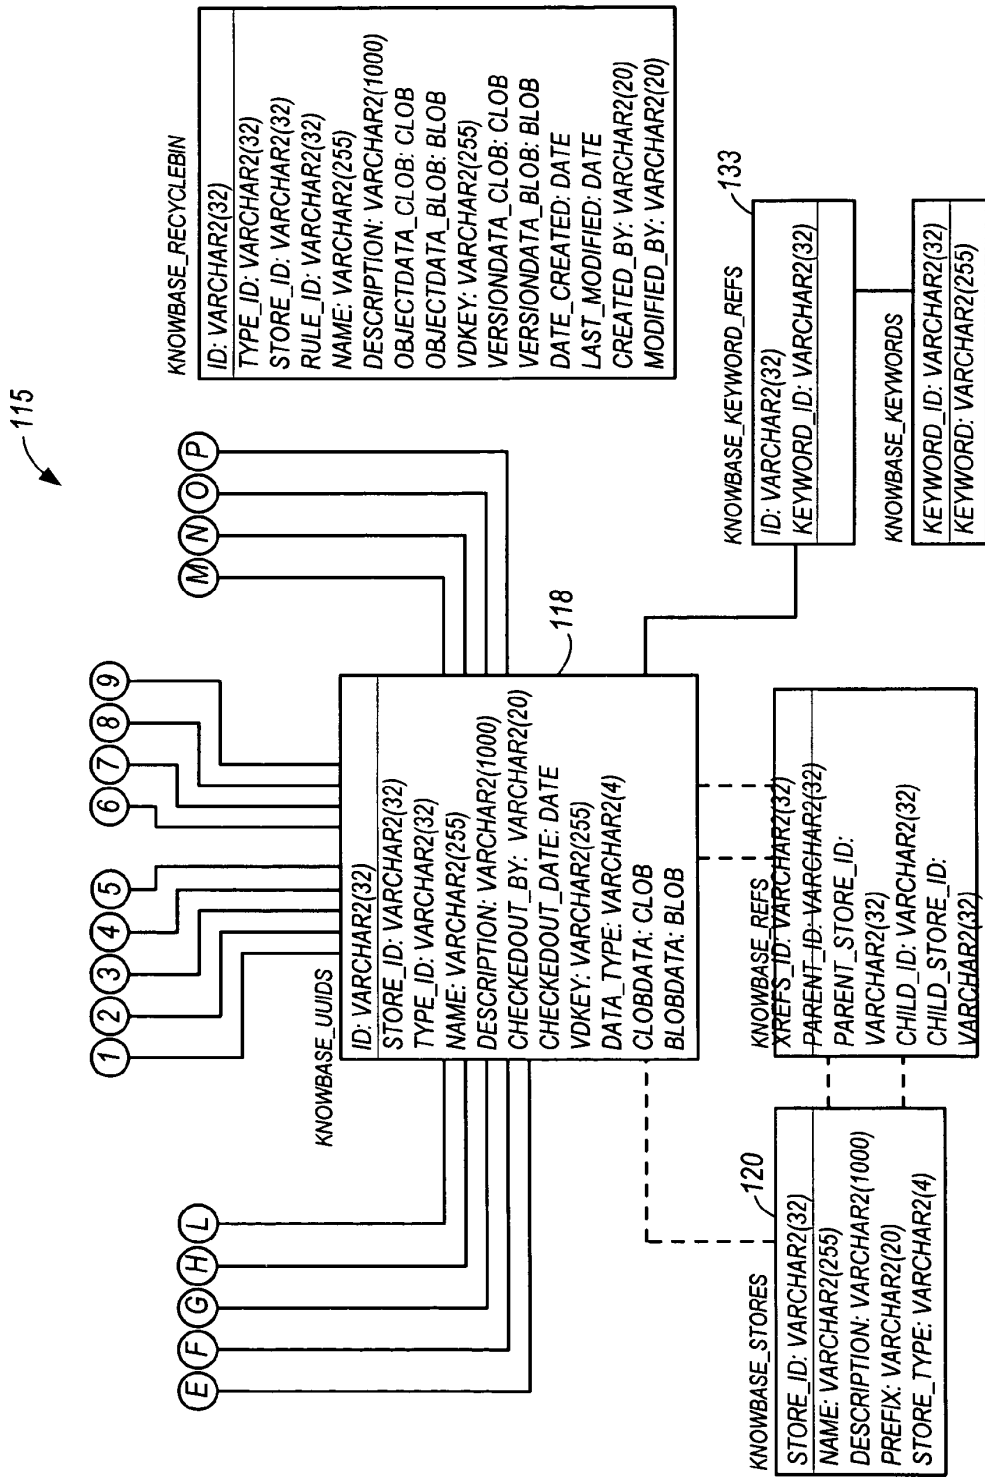 115
1
2
3
4
5
6
7
8
9
E
F
G
H
L
M
N
O
P
KNOWBASE_RECYCLEBIN
ID: VARCHAR2(32)
TYPE_ID: VARCHAR2(32)
STORE_ID: VARCHAR2(32)
RULE_ID: VARCHAR2(32)
NAME: VARCHAR2(255)
DESCRIPTION: VARCHAR2(1000)
OBJECTDATA_CLOB: CLOB
OBJECTDATA_BLOB: BLOB
VDKEY: VARCHAR2(255)
VERSIONDATA_CLOB: CLOB
VERSIONDATA_BLOB: BLOB
DATE_CREATED: DATE
LAST_MODIFIED: DATE
CREATED_BY: VARCHAR2(20)
MODIFIED_BY: VARCHAR2(20)
KNOWBASE_UUIDS
118
ID: VARCHAR2(32)
STORE_ID: VARCHAR2(32)
TYPE_ID: VARCHAR2(32)
NAME: VARCHAR2(255)
DESCRIPTION: VARCHAR2(1000)
CHECKEDOUT_BY: VARCHAR2(20)
CHECKEDOUT_DATE: DATE
VDKEY: VARCHAR2(255)
DATA_TYPE: VARCHAR2(4)
CLOBDATA: CLOB
BLOBDATA: BLOB
KNOWBASE_STORES
120
STORE_ID: VARCHAR2(32)
NAME: VARCHAR2(255)
DESCRIPTION: VARCHAR2(1000)
PREFIX: VARCHAR2(20)
STORE_TYPE: VARCHAR2(4)
KNOWBASE_REFS
XREFS_ID:VARCHAR2(32)
PARENT_ID:VARCHAR2(32)
PARENT_STORE_ID:
VARCHAR2(32)
CHILD_ID: VARCHAR2(32)
CHILD_STORE_ID:
VARCHAR2(32)
KNOWBASE_KEYWORD_REFS
133
ID: VARCHAR2(32)
KEYWORD_ID: VARCHAR2(32)
KNOWBASE_KEYWORDS
KEYWORD_ID: VARCHAR2(32)
KEYWORD: VARCHAR2(255)